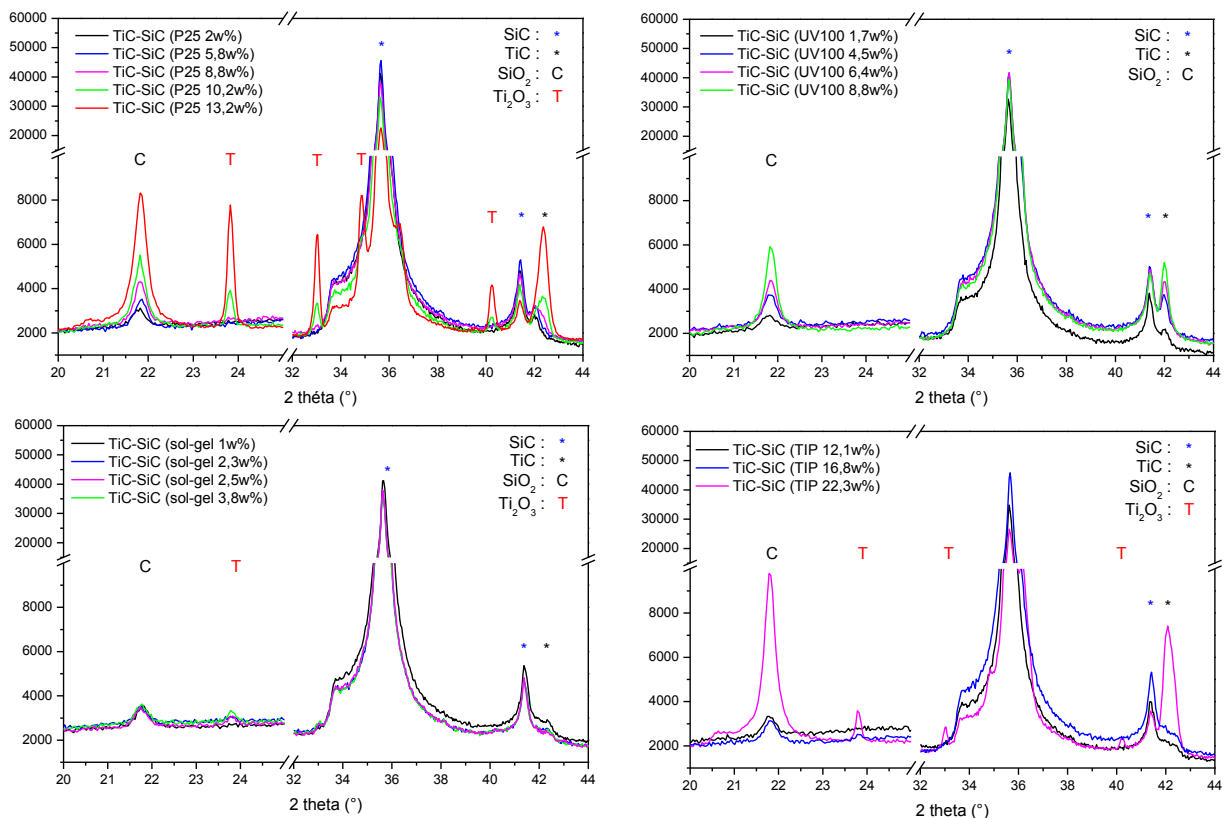 TiC-SiC (P25 2w%)
TiC-SiC (P25 5,8w%)
TiC-SiC (P25 8,8w%)
TiC-SiC (P25 10,2w%)
TiC-SiC (P25 13,2w%)
SiC : *
TiC : *
SiO2 : C
Ti2O3 : T
*
C
T
T
T
T
*
*
60000
50000
40000
30000
20000
8000
6000
4000
2000
20 22 24 32 34 36 38 40 42 44
2 théta (°)
TiC-SiC (UV100 1,7w%)
TiC-SiC (UV100 4,5w%)
TiC-SiC (UV100 6,4w%)
TiC-SiC (UV100 8,8w%)
SiC : *
TiC : *
SiO2 : C
*
C
* *
60000
50000
40000
30000
20000
8000
6000
4000
2000
20 22 24 32 34 36 38 40 42 44
2 theta (°)
TiC-SiC (sol-gel 1w%)
TiC-SiC (sol-gel 2,3w%)
TiC-SiC (sol-gel 2,5w%)
TiC-SiC (sol-gel 3,8w%)
SiC : *
TiC : *
SiO2 : C
Ti2O3 : T
*
C T
* *
60000
50000
40000
30000
20000
8000
6000
4000
2000
20 22 24 32 34 36 38 40 42 44
2 theta (°)
TiC-SiC (TIP 12,1w%)
TiC-SiC (TIP 16,8w%)
TiC-SiC (TIP 22,3w%)
SiC : *
TiC : *
SiO2 : C
Ti2O3 : T
*
C T T T
* *
60000
50000
40000
30000
20000
8000
6000
4000
2000
20 22 24 32 34 36 38 40 42 44
2 theta (°)